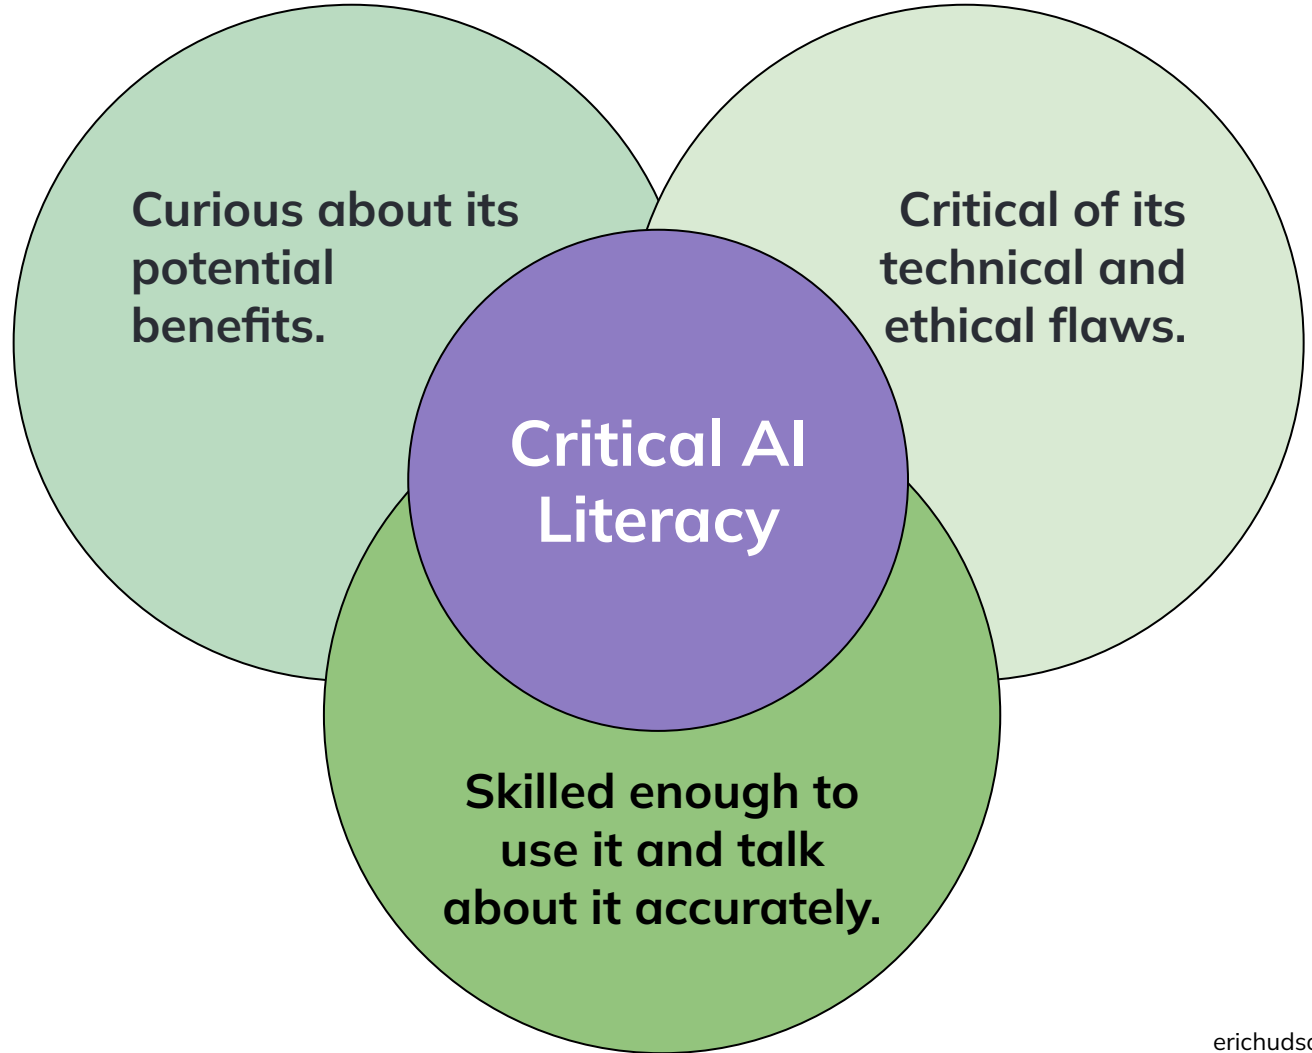 Curious about its
potential
benefits.
Critical of its
technical and
ethical flaws.
Critical AI
Literacy
Skilled enough to
use it and talk
about it accurately.